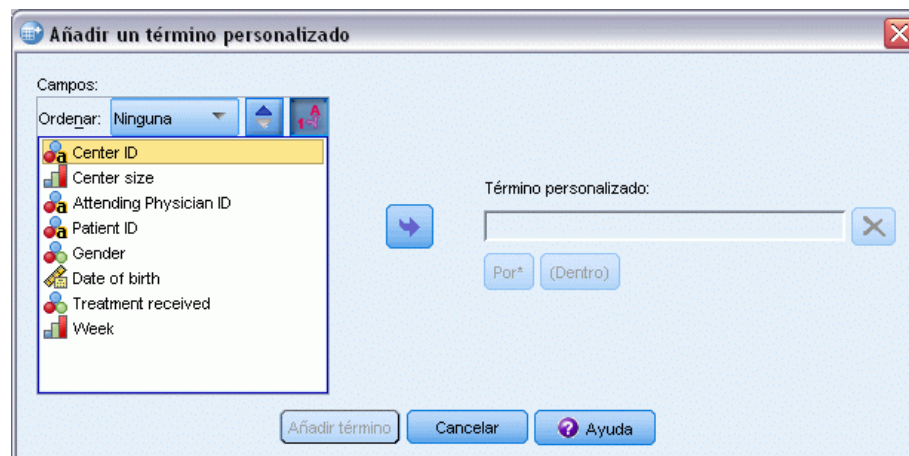 Añadir un término personalizado
Campos:
Ordenar: Ninguna
Center ID
Center size
Attending Physician ID
Patient ID
Gender
Date of birth
Treatment received
Week
Término personalizado:
Por* (Dentro)
Añadir término Cancelar Ayuda